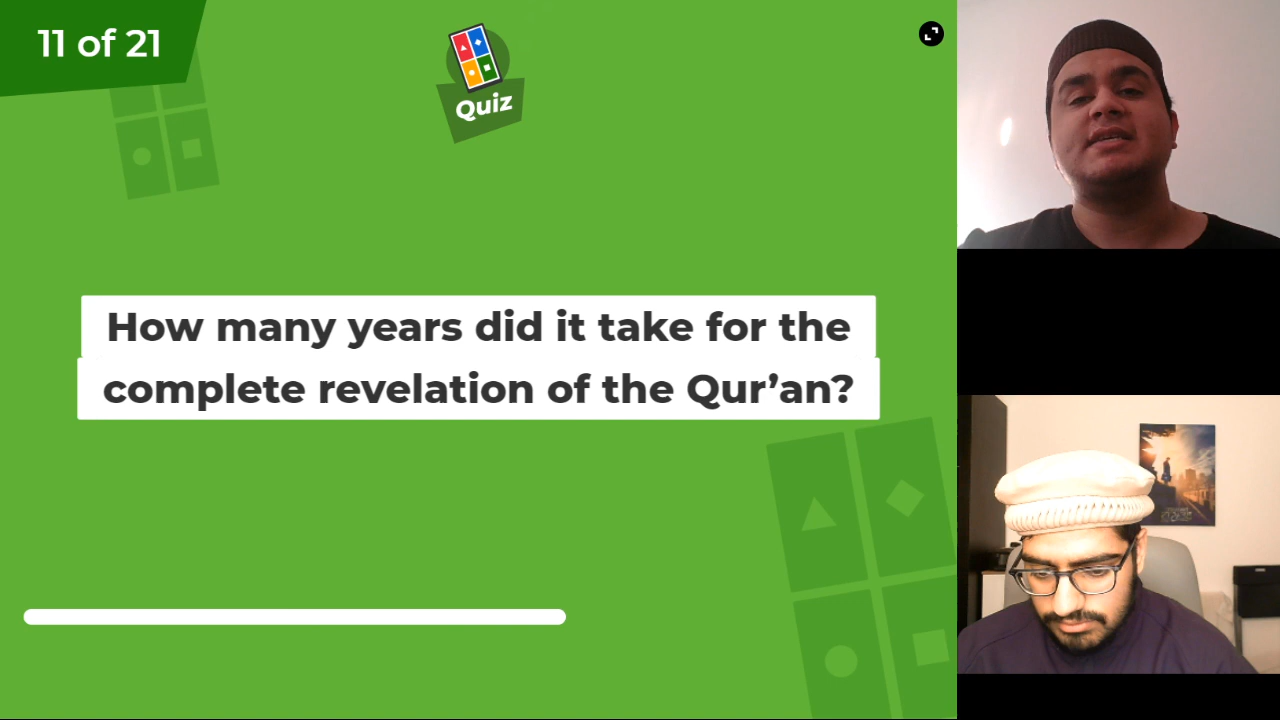 11 of 21
Quiz
How many years did it take for the
complete revelation of the Qur’an?